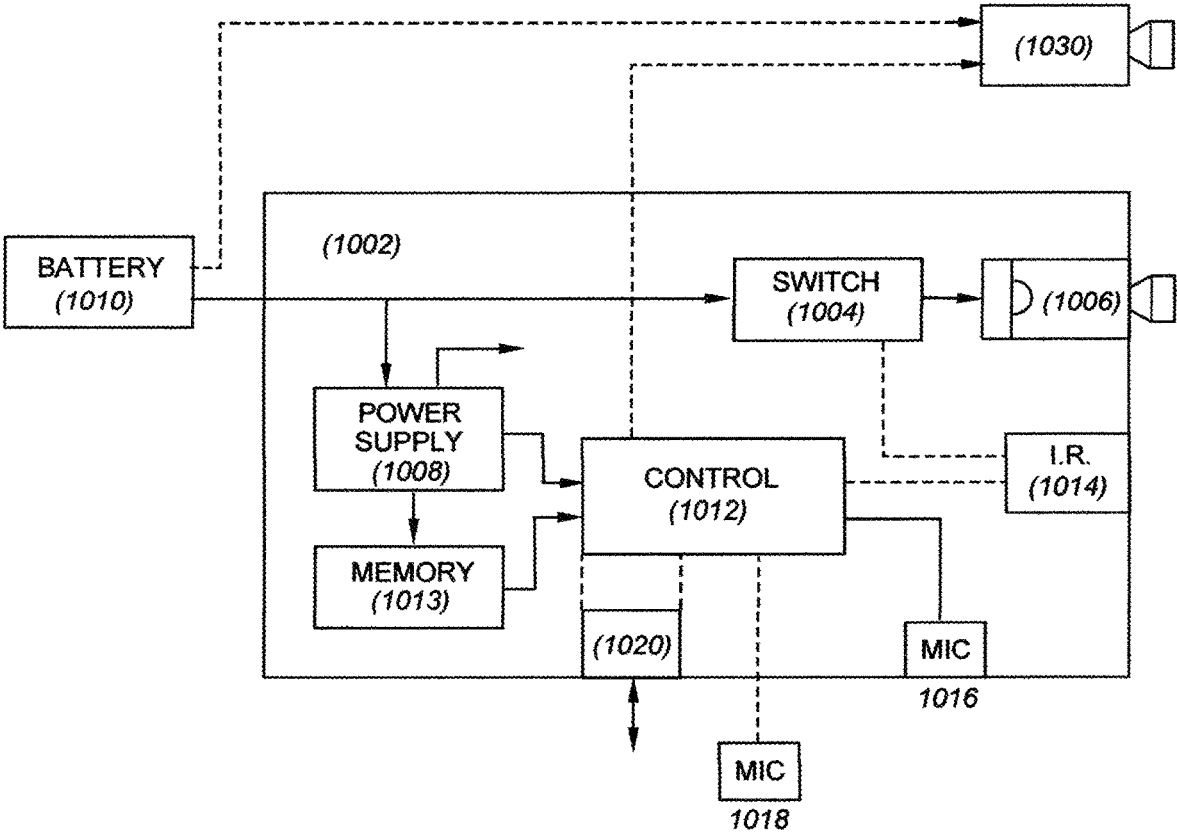 (1030)
(1002)
BATTERY
(1010)
SWITCH
(1004)
(1006)
POWER
SUPPLY
(1008)
CONTROL
(1012)
I.R.
(1014)
MEMORY
(1013)
(1020)
MIC
1016
MIC
1018